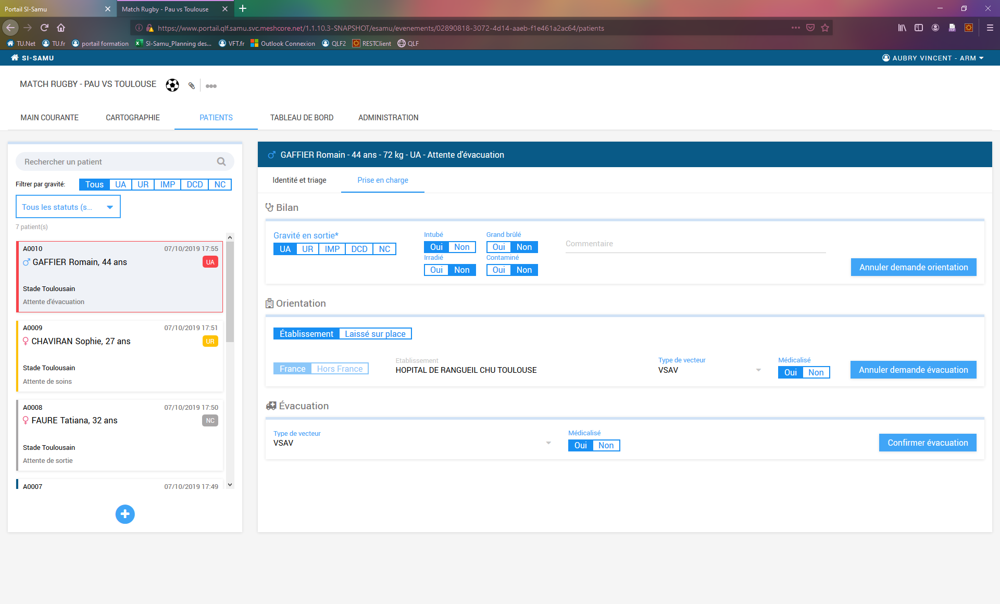 Portail SI-Samu
Match Rugby - Pau vs Toulouse
https://www.portail.qlf.samu.svc.meshcore.net/1.1.10.3-SNAPSHOT/esamu/evenements/02890818-3072-4d14-aaeb-f1e461a2ac64/patients
TU.Net TU.fr portail formation SI-Samu_Planning des... VFT.fr Outlook Connexion QLF2 RESTClient QLF
SI-SAMU
AUBRY VINCENT - ARM
MATCH RUGBY - PAU VS TOULOUSE
MAIN COURANTE CARTOGRAPHIE PATIENTS TABLEAU DE BORD ADMINISTRATION
Rechercher un patient
Filtrer par gravité: Tous UA UR IMP DCD NC
Tous les statuts (s...
7 patient(s)
A0010 07/10/2019 17:55
GAFFIER Romain, 44 ans UA
Stade Toulousain
Attente d'évacuation
A0009 07/10/2019 17:51
CHAVIRAN Sophie, 27 ans UR
Stade Toulousain
Attente de soins
A0008 07/10/2019 17:50
FAURE Tatiana, 32 ans NC
Stade Toulousain
Attente de sortie
A0007 07/10/2019 17:49
GAFFIER Romain - 44 ans - 72 kg - UA - Attente d'évacuation
Identité et triage Prise en charge
Bilan
Gravité en sortie*
UA UR IMP DCD NC
Intubé
Oui Non
Grand brûlé
Oui Non
Irradié
Oui Non
Contaminé
Oui Non
Commentaire
Annuler demande orientation
Orientation
Établissement Laissé sur place
France Hors France
Etablissement
HOPITAL DE RANGUEIL CHU TOULOUSE
Type de vecteur
VSAV
Médicalisé
Oui Non
Annuler demande évacuation
Évacuation
Type de vecteur
VSAV
Médicalisé
Oui Non
Confirmer évacuation